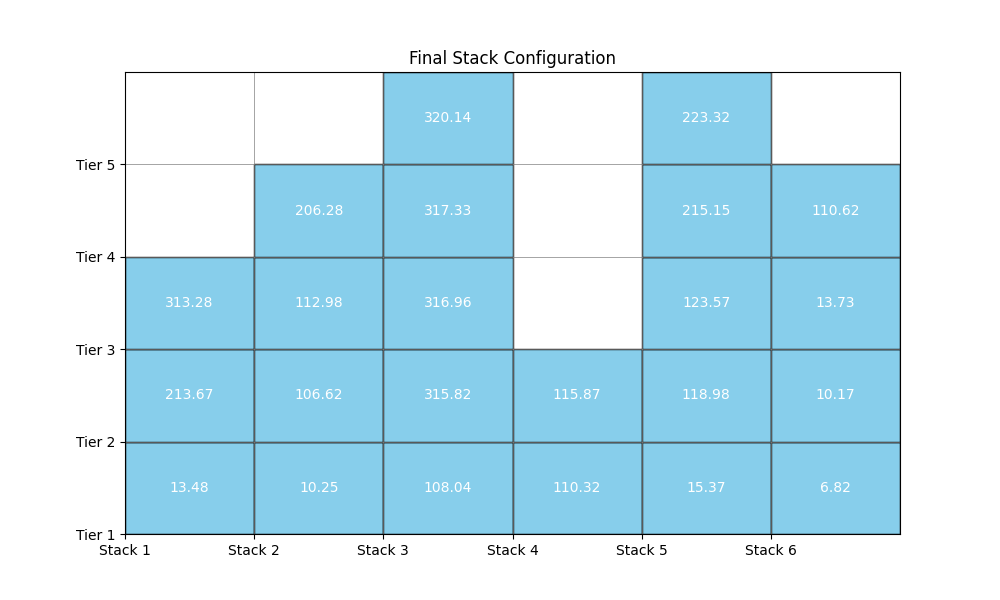 Final Stack Configuration
320.14 223.32
Tier 5
206.28 317.33 215.15 110.62
Tier 4
313.28 112.98 316.96 123.57 13.73
Tier 3
213.67 106.62 315.82 115.87 118.98 10.17
Tier 2
13.48 10.25 108.04 110.32 15.37 6.82
Tier 1
Stack 1 Stack 2 Stack 3 Stack 4 Stack 5 Stack 6